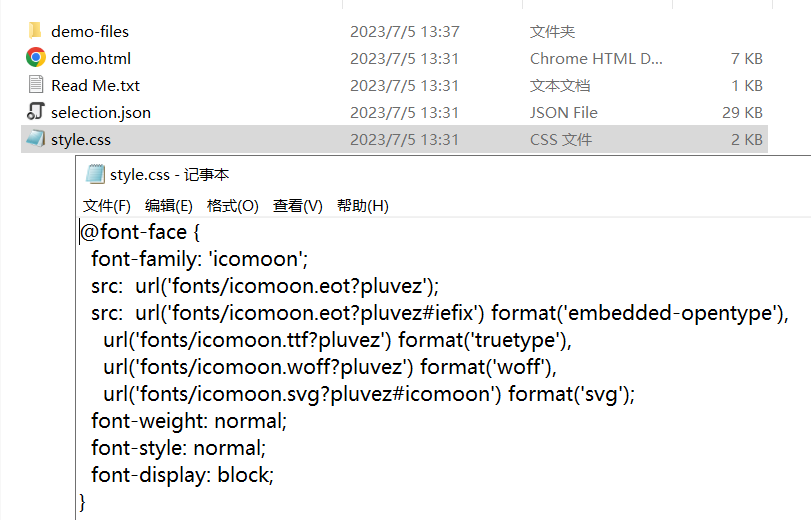 demo-files 2023/7/5 13:37 文件夹
demo.html 2023/7/5 13:31 Chrome HTML D... 7 KB
Read Me.txt 2023/7/5 13:31 文本文档 1 KB
selection.json 2023/7/5 13:31 JSON File 29 KB
style.css 2023/7/5 13:31 CSS 文件 2 KB
style.css - 记事本
文件(F) 编辑(E) 格式(O) 查看(V) 帮助(H)
@font-face {
font-family: 'icomoon';
src:  url('fonts/icomoon.eot?pluvez');
src:  url('fonts/icomoon.eot?pluvez#iefix') format('embedded-opentype'),
url('fonts/icomoon.ttf?pluvez') format('truetype'),
url('fonts/icomoon.woff?pluvez') format('woff'),
url('fonts/icomoon.svg?pluvez#icomoon') format('svg');
font-weight: normal;
font-style: normal;
font-display: block;
}